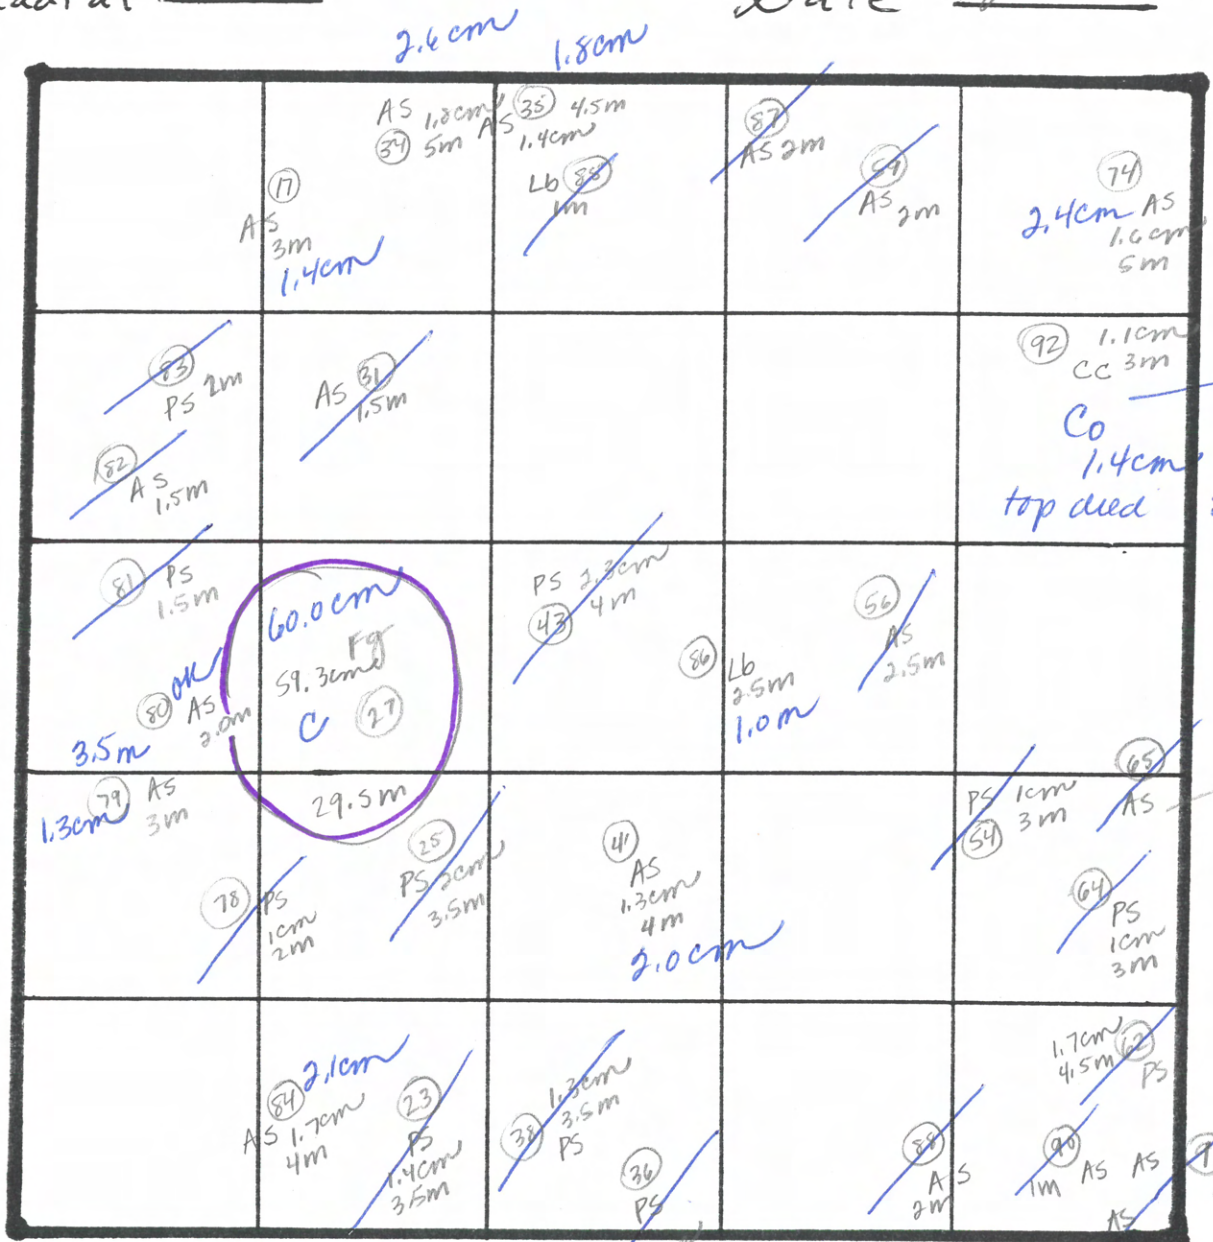 Date
2.6cm
1.8cm
AS 1.8cm
34 5m
AS 35 4.5m
1.4cm
Lb 85
1m
87
AS 2m
59
AS 2m
74
2.4cm AS
1.6cm
5m
17
AS
3m
1.4cm
83
PS 2m
AS 31
1.5m
92 1.1cm
CC 3m
Co
1.4cm
top died
82
AS
1.5m
81 PS
1.5m
60.0cm
Fg
59.3cm
C 27
29.5m
PS 2.3cm
43 4m
86 Lb
2.5m
1.0m
56
AS
2.5m
OK
80 AS
2.0m
3.5m
79 AS
3m
1.3cm
78 PS
1cm
2m
25
PS 2cm
3.5m
41
AS
1.3cm
4m
2.0cm
PS 1cm
54 3m
65
AS
64
PS
1cm
3m
2.1cm
84
AS 1.7cm
4m
23
PS
1.4cm
3.5m
1.3cm
38 3.5m
PS
36
PS
88
AS
2m
1.7cm 62
4.5m PS
90
1m AS
AS
AS